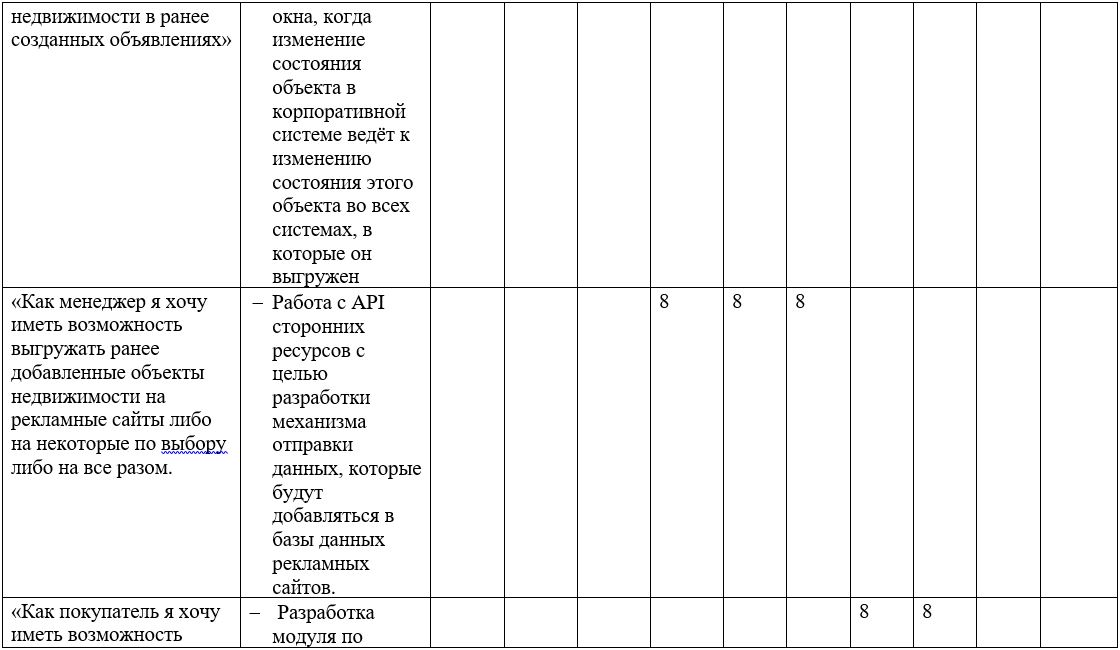 недвижимости в ранее
созданных объявлениях»
окна, когда
изменение
состояния
объекта в
корпоративной
системе ведёт к
изменению
состояния этого
объекта во всех
системах, в
которые он
выгружен
«Как менеджер я хочу
иметь возможность
выгружать ранее
добавленные объекты
недвижимости на
рекламные сайты либо
на некоторые по выбору
либо на все разом.
– Работа с API
сторонних
ресурсов с
целью
разработки
механизма
отправки
данных, которые
будут
добавляться в
базы данных
рекламных
сайтов.
8 8 8
«Как покупатель я хочу
иметь возможность
– Разработка
модуля по
8 8